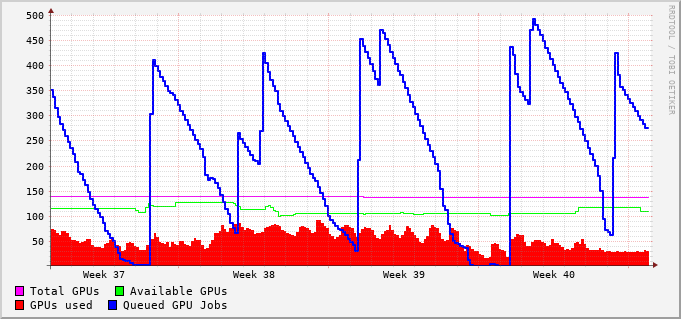 500
450
400
350
300
250
200
150
100
50
Week 37 Week 38 Week 39 Week 40
Total GPUs Available GPUs
GPUs used Queued GPU Jobs
RRDTOOL / TOBI OETIKER